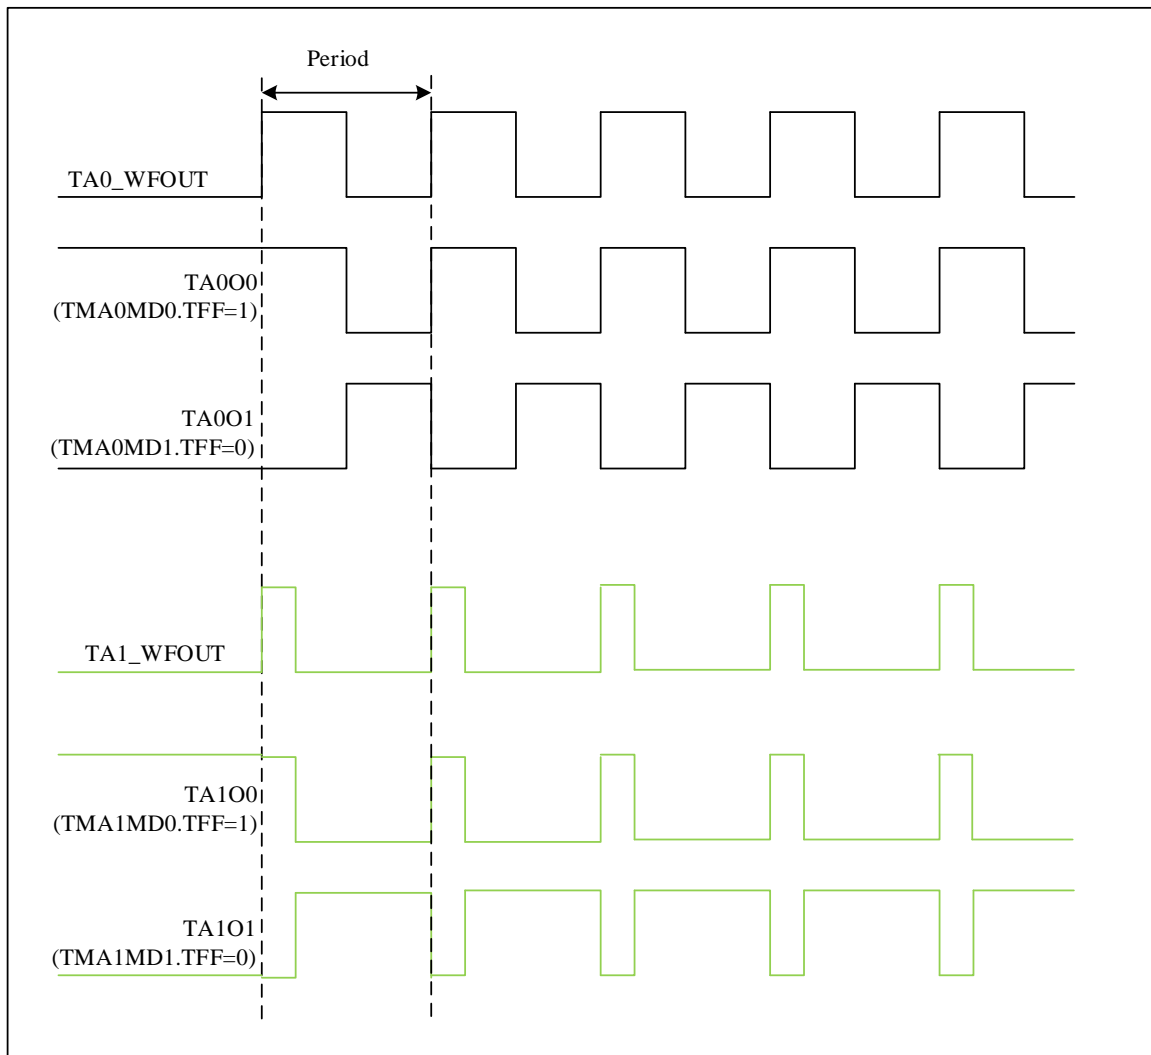 Period
TA0_WFOUT
TA0O0
(TMA0MD0.TFF=1)
TA0O1
(TMA0MD1.TFF=0)
TA1_WFOUT
TA1O0
(TMA1MD0.TFF=1)
TA1O1
(TMA1MD1.TFF=0)